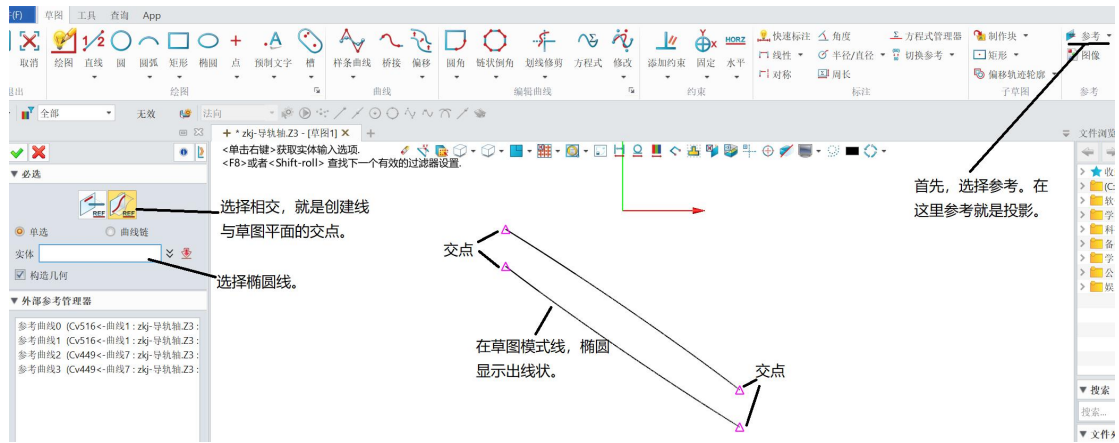 (F) 草图 工具 查询 App
取消 绘图 直线 圆 圆弧 矩形 椭圆 点 预制文字 槽 样条曲线 桥接 偏移 圆角 链状圆角 划线修剪 方程式 修改 添加约束 固定 水平
HORZ
快速标注 角度 方程式管理器 制作块 参考
线性 半径/直径 切换参考 矩形 图像
对称 周长 偏移轨迹轮廓
绘图 曲线 编辑曲线 约束 标注 子草图 参考
全部 无效 法向
* zkj-导轨轴.Z3 - [草图1]
文件浏览
<单击右键>获取实体输入选项.
<F8>或者<Shift-roll> 查找下一个有效的过滤器设置.
必选
REF REF
单选 曲线链
实体
构造几何
外部参考管理器
参考曲线0 (Cv516<-曲线1 : zkj-导轨轴.Z3 :
参考曲线1 (Cv516<-曲线1 : zkj-导轨轴.Z3 :
参考曲线2 (Cv449<-曲线7 : zkj-导轨轴.Z3 :
参考曲线3 (Cv449<-曲线7 : zkj-导轨轴.Z3 :
选择相交，就是创建线
与草图平面的交点。
选择椭圆线。
交点
在草图模式线，椭圆
显示出线状。
交点
首先，选择参考。在
这里参考就是投影。
收
(C:
软
学
科
备
学
公
娱
搜索
搜索...